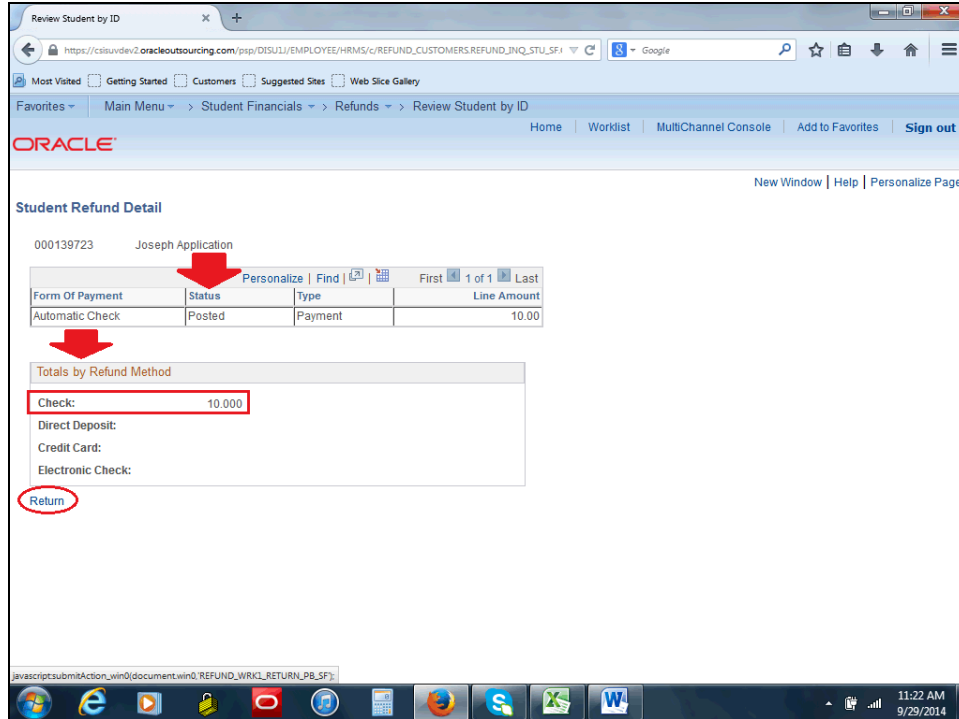 Review Student by ID × +
https://csisuvdev2.oracleoutsourcing.com/psp/DISU1J/EMPLOYEE/HRMS/c/REFUND_CUSTOMERS.REFUND_INQ_STU_SF. Google
Most Visited Getting Started Customers Suggested Sites Web Slice Gallery
Favorites Main Menu > Student Financials > Refunds > Review Student by ID
Home Worklist MultiChannel Console Add to Favorites Sign out
ORACLE
New Window | Help | Personalize Page
Student Refund Detail
000139723 Joseph Application
Personalize | Find | | First 1 of 1 Last
Form Of Payment Status Type Line Amount
Automatic Check Posted Payment 10.00
Totals by Refund Method
Check: 10.000
Direct Deposit:
Credit Card:
Electronic Check:
Return
javascript:submitAction_win0(document.win0,'REFUND_WRK1_RETURN_PB_SF');
11:22 AM
9/29/2014